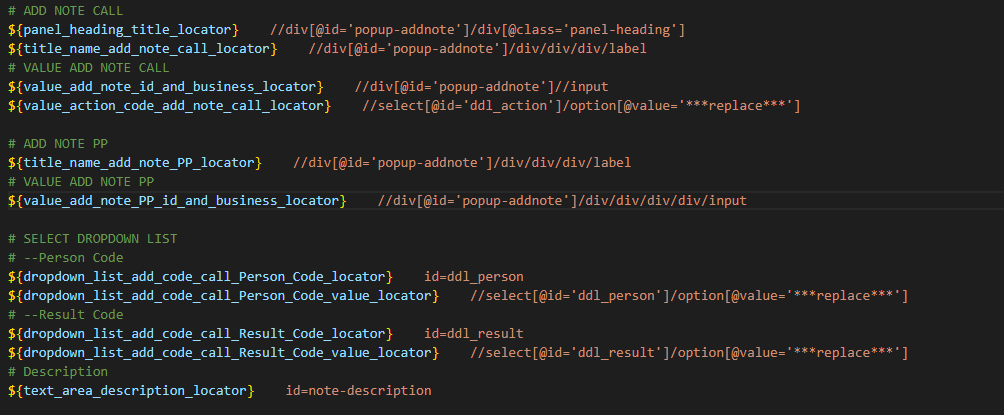 # ADD NOTE CALL
${panel_heading_title_locator}    //div[@id='popup-addnote']/div[@class='panel-heading']
${title_name_add_note_call_locator}    //div[@id='popup-addnote']/div/div/div/label
# VALUE ADD NOTE CALL
${value_add_note_id_and_business_locator}    //div[@id='popup-addnote']//input
${value_action_code_add_note_call_locator}    //select[@id='ddl_action']/option[@value='***replace***']
# ADD NOTE PP
${title_name_add_note_PP_locator}    //div[@id='popup-addnote']/div/div/div/label
# VALUE ADD NOTE PP
${value_add_note_PP_id_and_business_locator}    //div[@id='popup-addnote']/div/div/div/div/input
# SELECT DROPDOWN LIST
# --Person Code
${dropdown_list_add_code_call_Person_Code_locator}    id=ddl_person
${dropdown_list_add_code_call_Person_Code_value_locator}    //select[@id='ddl_person']/option[@value='***replace***']
# --Result Code
${dropdown_list_add_code_call_Result_Code_locator}    id=ddl_result
${dropdown_list_add_code_call_Result_Code_value_locator}    //select[@id='ddl_result']/option[@value='***replace***']
# Description
${text_area_description_locator}    id=note-description